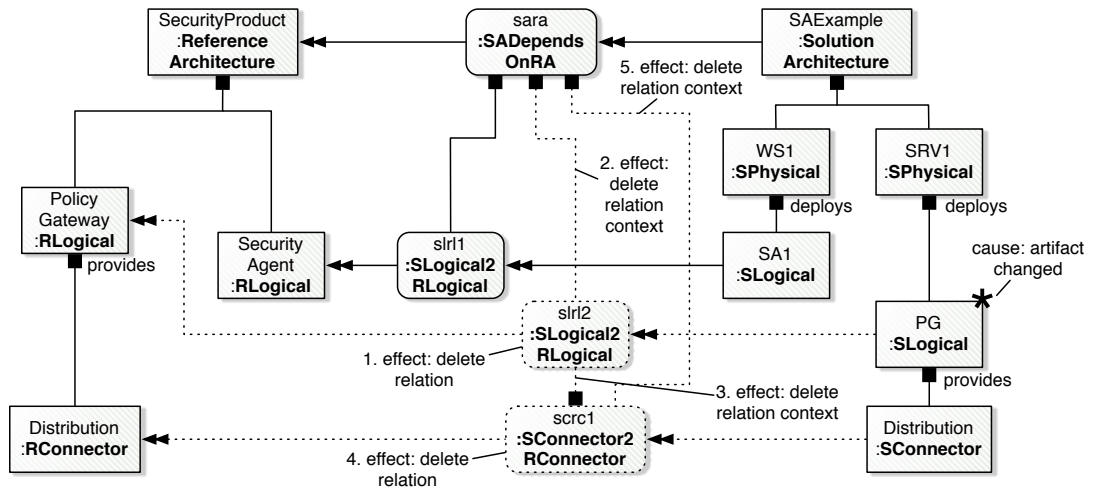 SecurityProduct
:Reference
Architecture
sara
:SADepends
OnRA
SAExample
:Solution
Architecture
5. effect: delete
relation context
2. effect:
delete
relation
context
WS1
:SPhysical
deploys
SRV1
:SPhysical
deploys
Policy
Gateway
:RLogical
provides
Security
Agent
:RLogical
slrl1
:SLogical2
RLogical
SA1
:SLogical
cause: artifact
changed
*
slrl2
:SLogical2
RLogical
PG
:SLogical
provides
1. effect: delete
relation
3. effect: delete
relation context
Distribution
:RConnector
scrc1
:SConnector2
RConnector
Distribution
:SConnector
4. effect: delete
relation